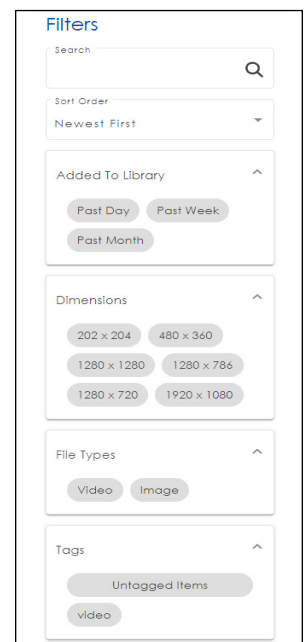 Filters
Search
Sort Order
Newest First
Added To Library
Past Day Past Week
Past Month
Dimensions
202 x 204 480 x 360
1280 x 1280 1280 x 786
1280 x 720 1920 x 1080
File Types
Video Image
Tags
Untagged Items
video